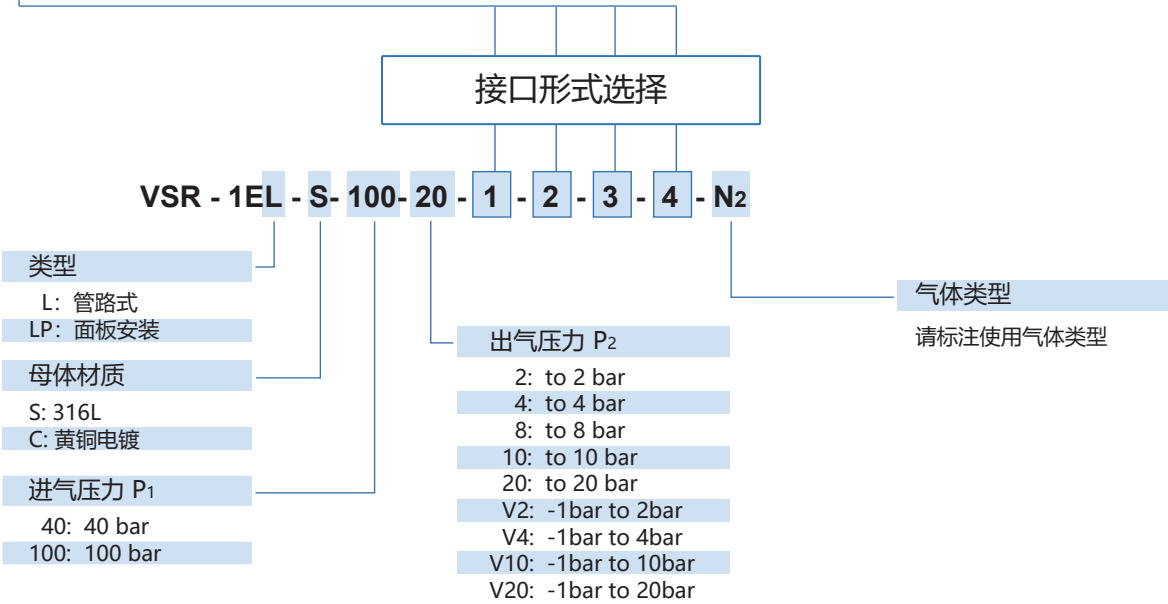 接口形式选择
VSR - 1EL - S- 100- 20 - 1 - 2 - 3 - 4 - N2
类型
L: 管路式
LP: 面板安装
母体材质
S: 316L
C: 黄铜电镀
进气压力 P1
40: 40 bar
100: 100 bar
出气压力 P2
2: to 2 bar
4: to 4 bar
8: to 8 bar
10: to 10 bar
20: to 20 bar
V2: -1bar to 2bar
V4: -1bar to 4bar
V10: -1bar to 10bar
V20: -1bar to 20bar
气体类型
请标注使用气体类型